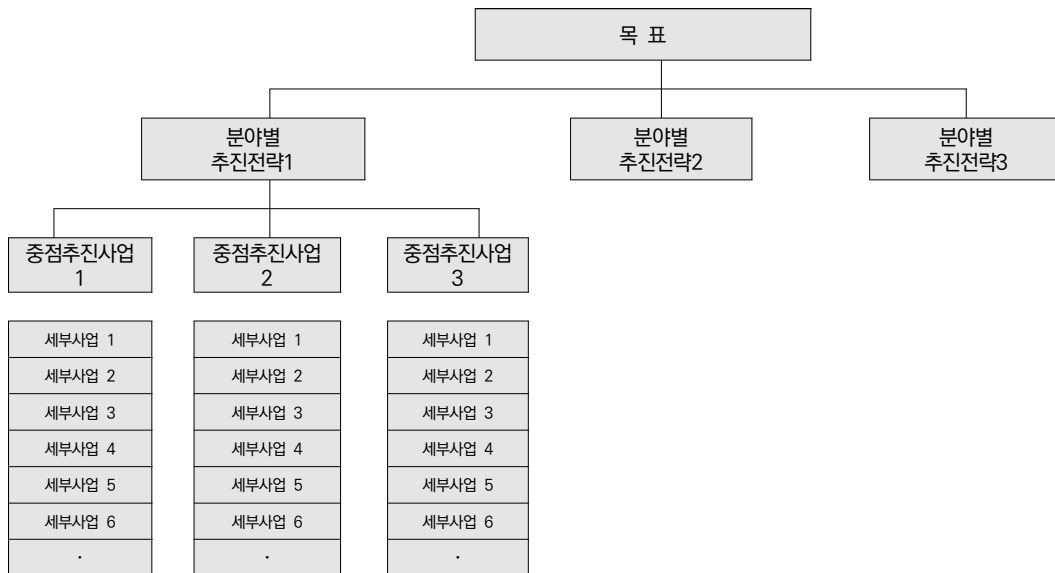 목 표
분야별
추진전략1
분야별
추진전략2
분야별
추진전략3
중점추진사업
1
중점추진사업
2
중점추진사업
3
세부사업 1
세부사업 2
세부사업 3
세부사업 4
세부사업 5
세부사업 6
.
세부사업 1
세부사업 2
세부사업 3
세부사업 4
세부사업 5
세부사업 6
.
세부사업 1
세부사업 2
세부사업 3
세부사업 4
세부사업 5
세부사업 6
.